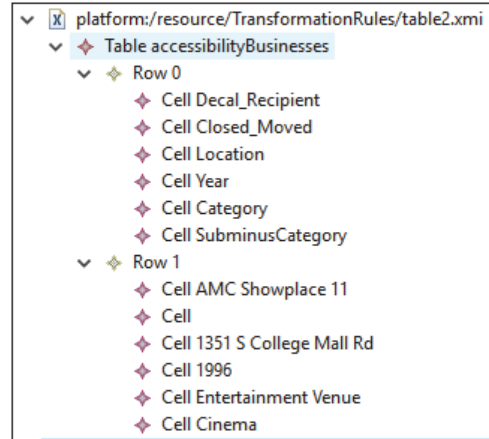 platform:/resource/TransformationRules/table2.xmi
Table accessibilityBusinesses
Row 0
Cell Decal_Recipient
Cell Closed_Moved
Cell Location
Cell Year
Cell Category
Cell SubminusCategory
Row 1
Cell AMC Showplace 11
Cell
Cell 1351 S College Mall Rd
Cell 1996
Cell Entertainment Venue
Cell Cinema